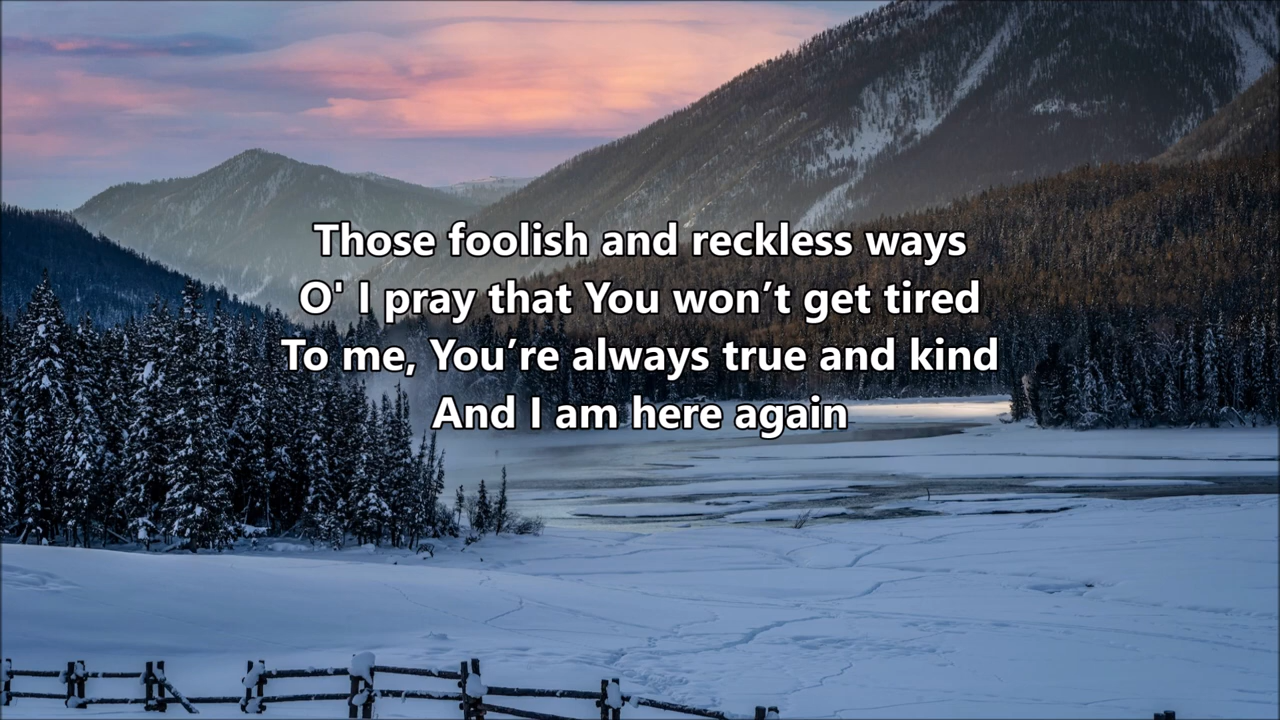 Those foolish and reckless ways
O' I pray that You won’t get tired
To me, You’re always true and kind
And I am here again